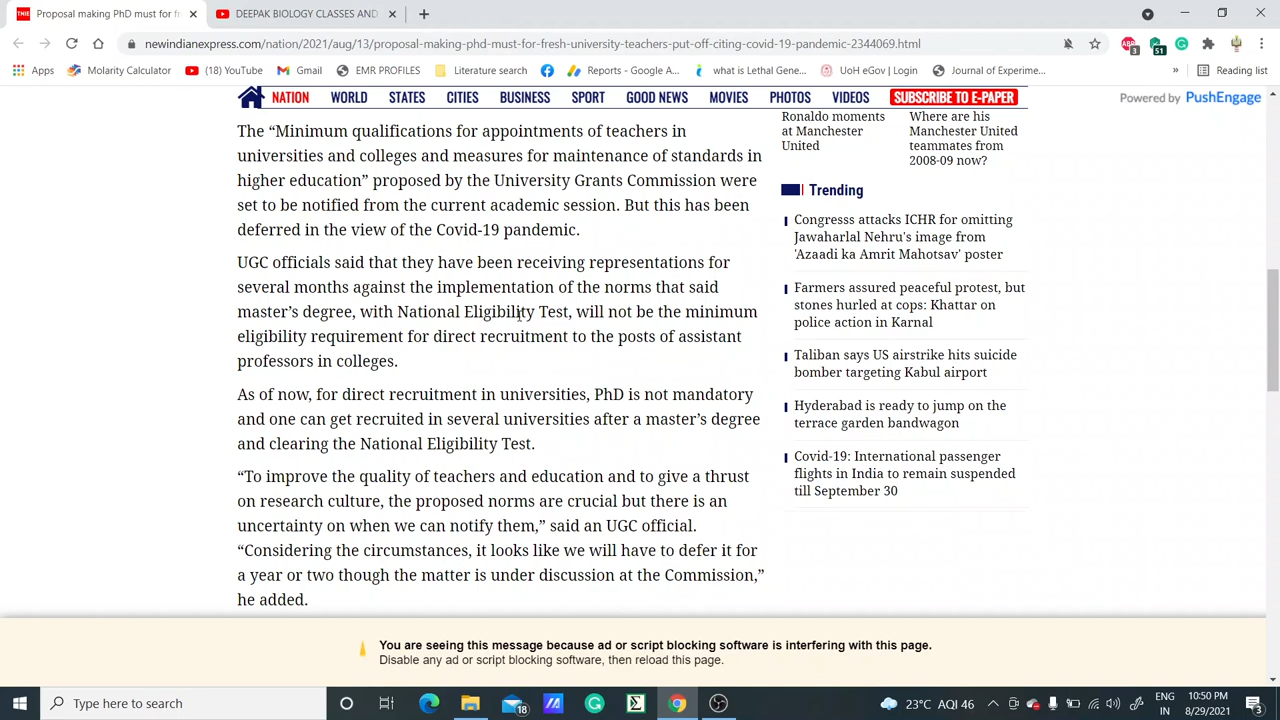 Proposal making PhD must for fr
DEEPAK BIOLOGY CLASSES AND
newindianexpress.com/nation/2021/aug/13/proposal-making-phd-must-for-fresh-university-teachers-put-off-citing-covid-19-pandemic-2344069.html
Apps Molarity Calculator (18) YouTube Gmail EMR PROFILES Literature search Reports - Google A... what is Lethal Gene... UoH eGov | Login Journal of Experime... » Reading list
NATION WORLD STATES CITIES BUSINESS SPORT GOOD NEWS MOVIES PHOTOS VIDEOS SUBSCRIBE TO E-PAPER
Powered by PushEngage
The “Minimum qualifications for appointments of teachers in
universities and colleges and measures for maintenance of standards in
higher education” proposed by the University Grants Commission were
set to be notified from the current academic session. But this has been
deferred in the view of the Covid-19 pandemic.
UGC officials said that they have been receiving representations for
several months against the implementation of the norms that said
master’s degree, with National Eligibility Test, will not be the minimum
eligibility requirement for direct recruitment to the posts of assistant
professors in colleges.
As of now, for direct recruitment in universities, PhD is not mandatory
and one can get recruited in several universities after a master’s degree
and clearing the National Eligibility Test.
“To improve the quality of teachers and education and to give a thrust
on research culture, the proposed norms are crucial but there is an
uncertainty on when we can notify them,” said an UGC official.
“Considering the circumstances, it looks like we will have to defer it for
a year or two though the matter is under discussion at the Commission,”
he added.
Ronaldo moments
at Manchester
United
Where are his
Manchester United
teammates from
2008-09 now?
Trending
Congresss attacks ICHR for omitting
Jawaharlal Nehru's image from
'Azaadi ka Amrit Mahotsav' poster
Farmers assured peaceful protest, but
stones hurled at cops: Khattar on
police action in Karnal
Taliban says US airstrike hits suicide
bomber targeting Kabul airport
Hyderabad is ready to jump on the
terrace garden bandwagon
Covid-19: International passenger
flights in India to remain suspended
till September 30
You are seeing this message because ad or script blocking software is interfering with this page.
Disable any ad or script blocking software, then reload this page.
Type here to search
18
23°C AQI 46
ENG
IN
10:50 PM
8/29/2021
3